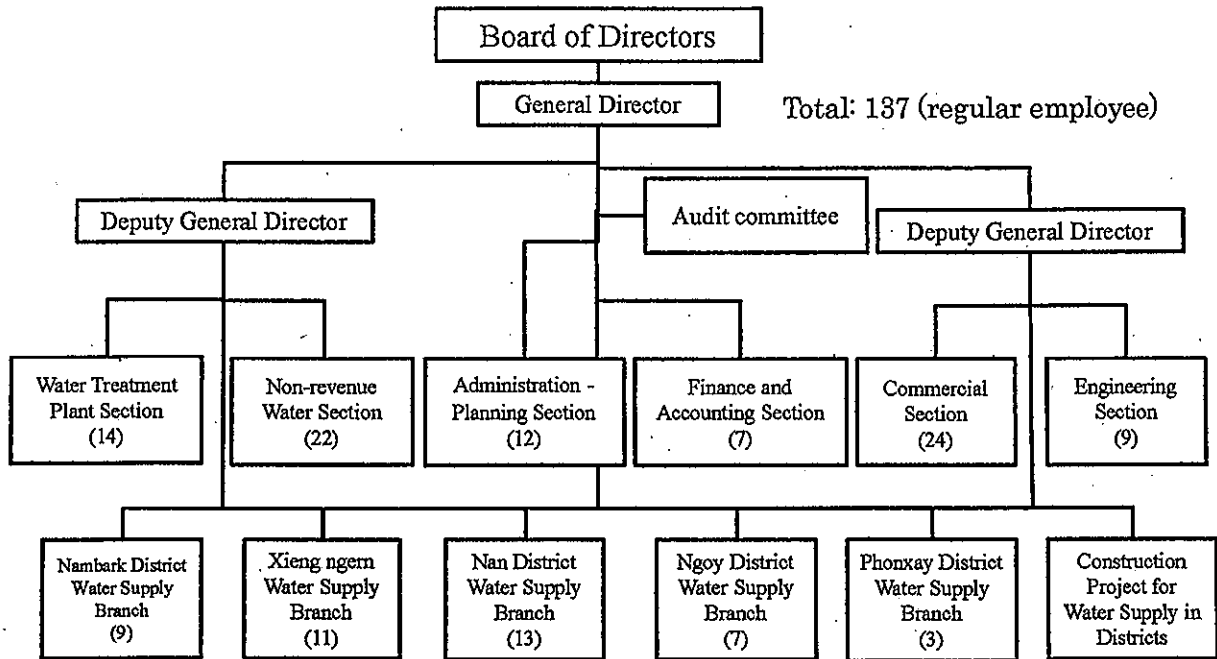 Board of Directors
General Director
Total: 137 (regular employee)
Deputy General Director
Audit committee
Deputy General Director
Water Treatment
Plant Section
(14)
Non-revenue
Water Section
(22)
Administration -
Planning Section
(12)
Finance and
Accounting Section
(7)
Commercial
Section
(24)
Engineering
Section
(9)
Nambark District
Water Supply
Branch
(9)
Xieng ngern
Water Supply
Branch
(11)
Nan District
Water Supply
Branch
(13)
Ngoy District
Water Supply
Branch
(7)
Phonxay District
Water Supply
Branch
(3)
Construction
Project for
Water Supply in
Districts